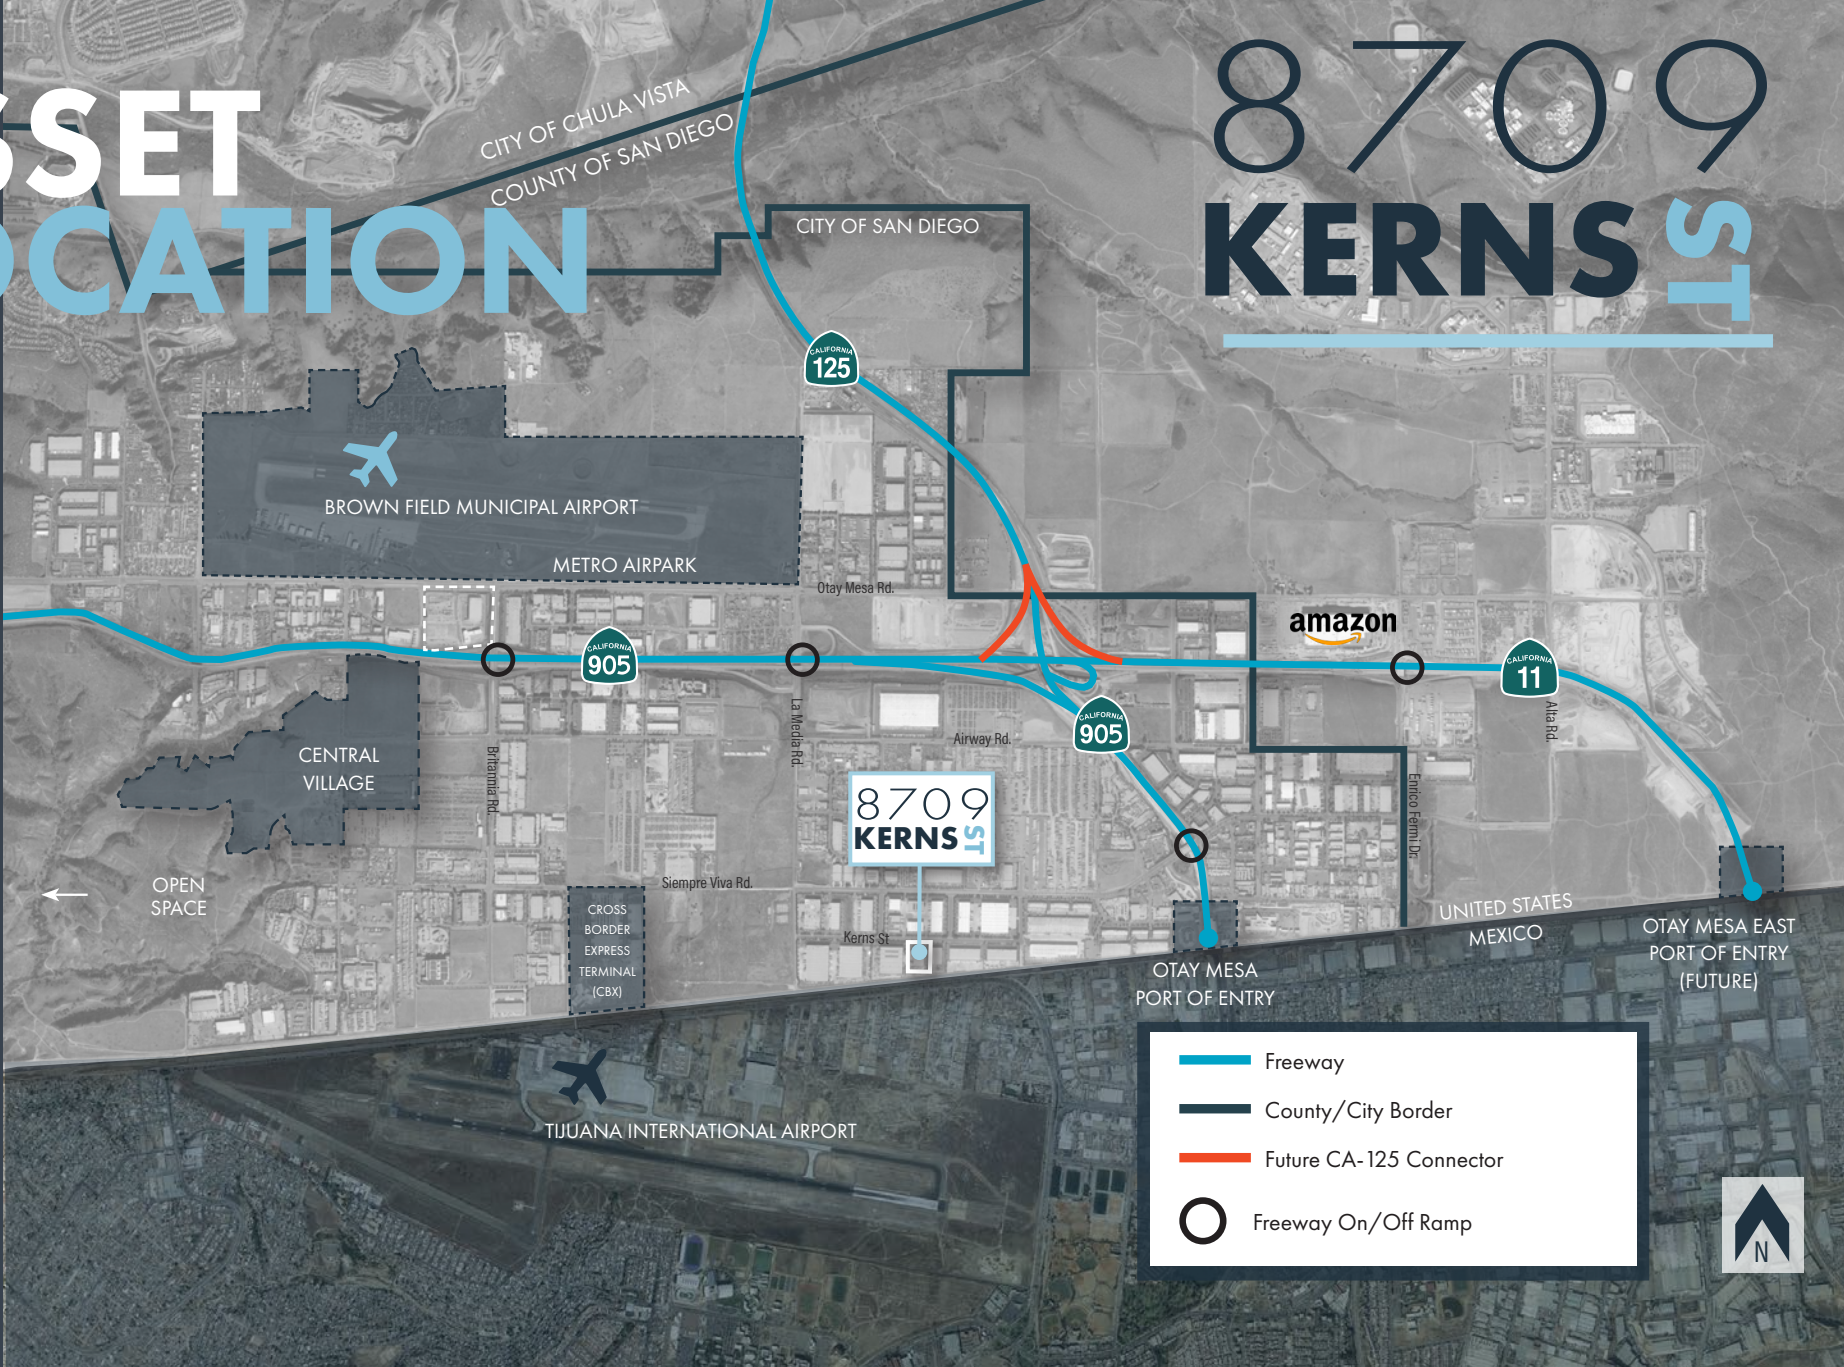 SSET
OCATION
8709
KERNS ST
CITY OF CHULA VISTA
COUNTY OF SAN DIEGO
CITY OF SAN DIEGO
CALIFORNIA
125
BROWN FIELD MUNICIPAL AIRPORT
METRO AIRPARK
Otay Mesa Rd.
amazon
CALIFORNIA
905
CALIFORNIA
11
CALIFORNIA
905
La Media Rd.
Airway Rd.
Alta Rd.
Britannia Rd.
Enrico Fermi Dr.
CENTRAL
VILLAGE
8709
KERNS ST
Siempre Viva Rd.
OPEN
SPACE
CROSS
BORDER
EXPRESS
TERMINAL
(CBX)
Kerns St
UNITED STATES
MEXICO
OTAY MESA
PORT OF ENTRY
OTAY MESA EAST
PORT OF ENTRY
(FUTURE)
TIJUANA INTERNATIONAL AIRPORT
Freeway
County/City Border
Future CA-125 Connector
Freeway On/Off Ramp
N